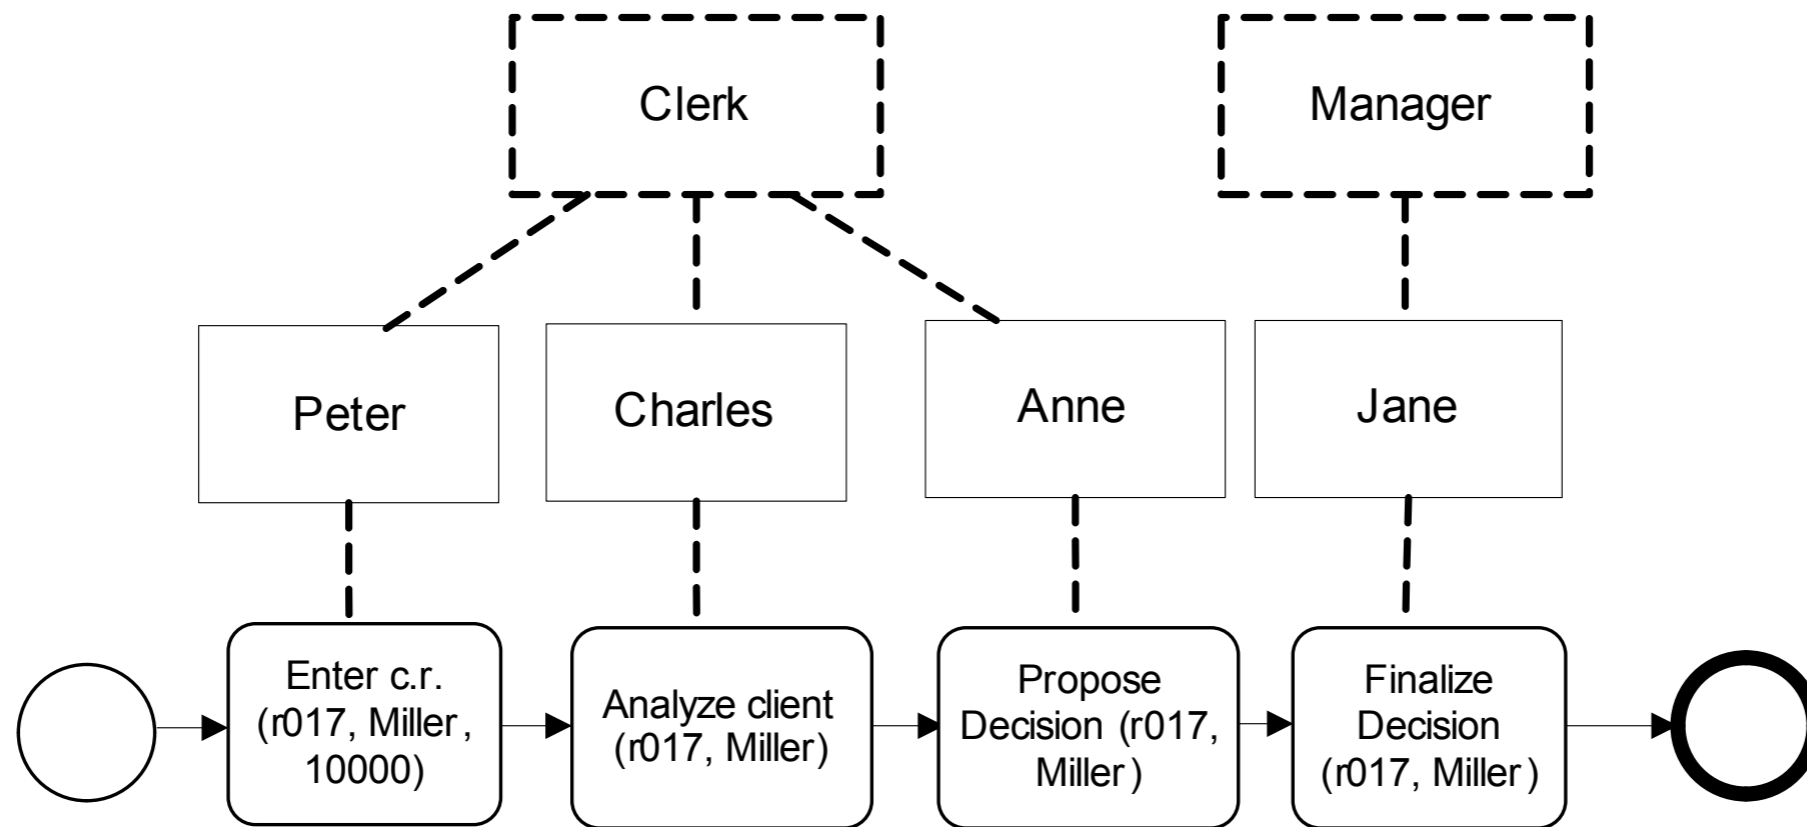 Clerk
Manager
Peter
Charles
Anne
Jane
Enter c.r.
(r017, Miller,
10000)
Analyze client
(r017, Miller)
Propose
Decision (r017,
Miller)
Finalize
Decision
(r017, Miller)